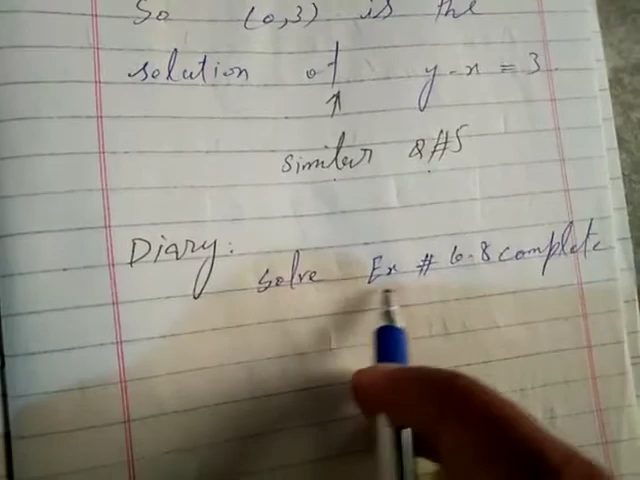 So (0,3) is the
solution of y-x = 3
similar Q#5
Diary:
solve Ex # 6.8 complete